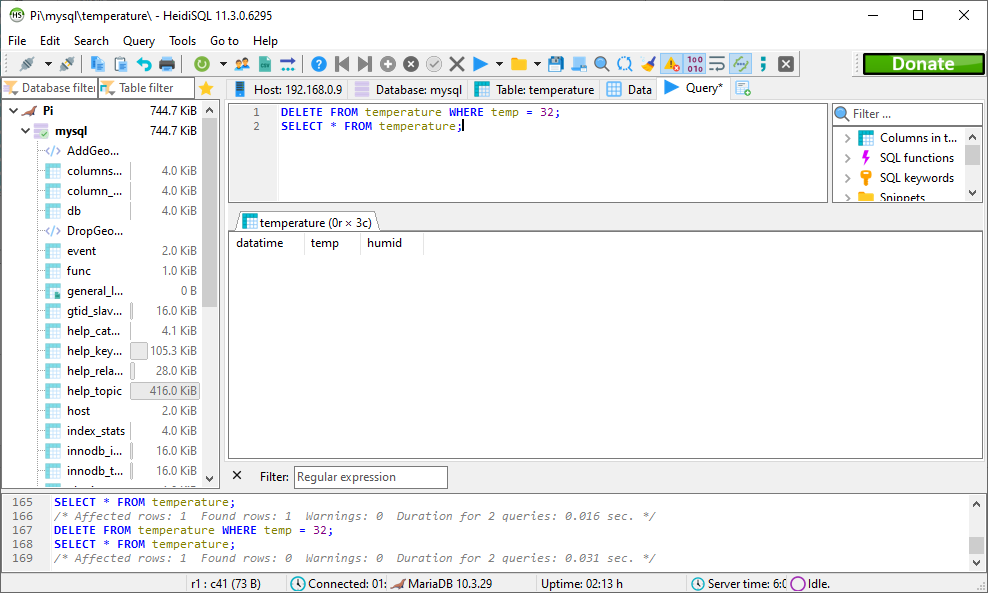 Pi\mysql\temperature\ - HeidiSQL 11.3.0.6295
File Edit Search Query Tools Go to Help
Donate
Database filter Table filter
Host: 192.168.0.9 Database: mysql Table: temperature Data Query*
Pi 744.7 KiB
mysql 744.7 KiB
AddGeo...
columns... 4.0 KiB
column_... 4.0 KiB
db 4.0 KiB
DropGeo...
event 2.0 KiB
func 1.0 KiB
general_l... 0 B
gtid_slav... 16.0 KiB
help_cat... 4.1 KiB
help_key... 105.3 KiB
help_rela... 28.0 KiB
help_topic 416.0 KiB
host 2.0 KiB
index_stats 4.0 KiB
innodb_i... 16.0 KiB
innodb_t... 16.0 KiB
1 DELETE FROM temperature WHERE temp = 32;
2 SELECT * FROM temperature;
Filter ...
Columns in t...
SQL functions
SQL keywords
Snippets
temperature (0r × 3c)
datatime temp humid
Filter: Regular expression
165 SELECT * FROM temperature;
166 /* Affected rows: 1 Found rows: 1 Warnings: 0 Duration for 2 queries: 0.016 sec. */
167 DELETE FROM temperature WHERE temp = 32;
168 SELECT * FROM temperature;
169 /* Affected rows: 1 Found rows: 0 Warnings: 0 Duration for 2 queries: 0.031 sec. */
r1 : c41 (73 B) Connected: 01: MariaDB 10.3.29 Uptime: 02:13 h Server time: 6:0 Idle.